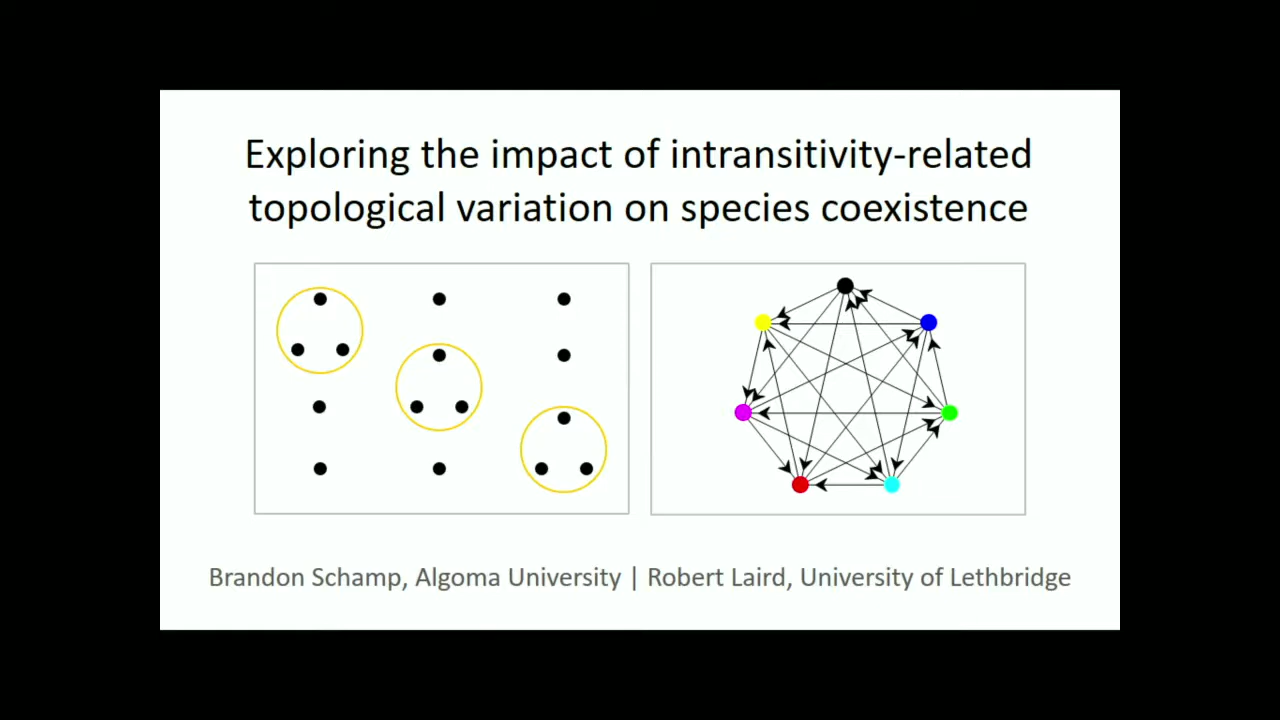 Exploring the impact of intransitivity-related
topological variation on species coexistence
Brandon Schamp, Algoma University | Robert Laird, University of Lethbridge